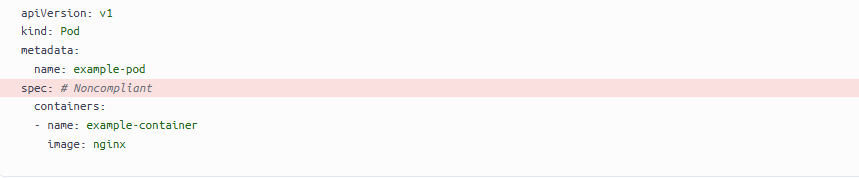 apiVersion: v1
kind: Pod
metadata:
  name: example-pod
spec: # Noncompliant
  containers:
  - name: example-container
    image: nginx